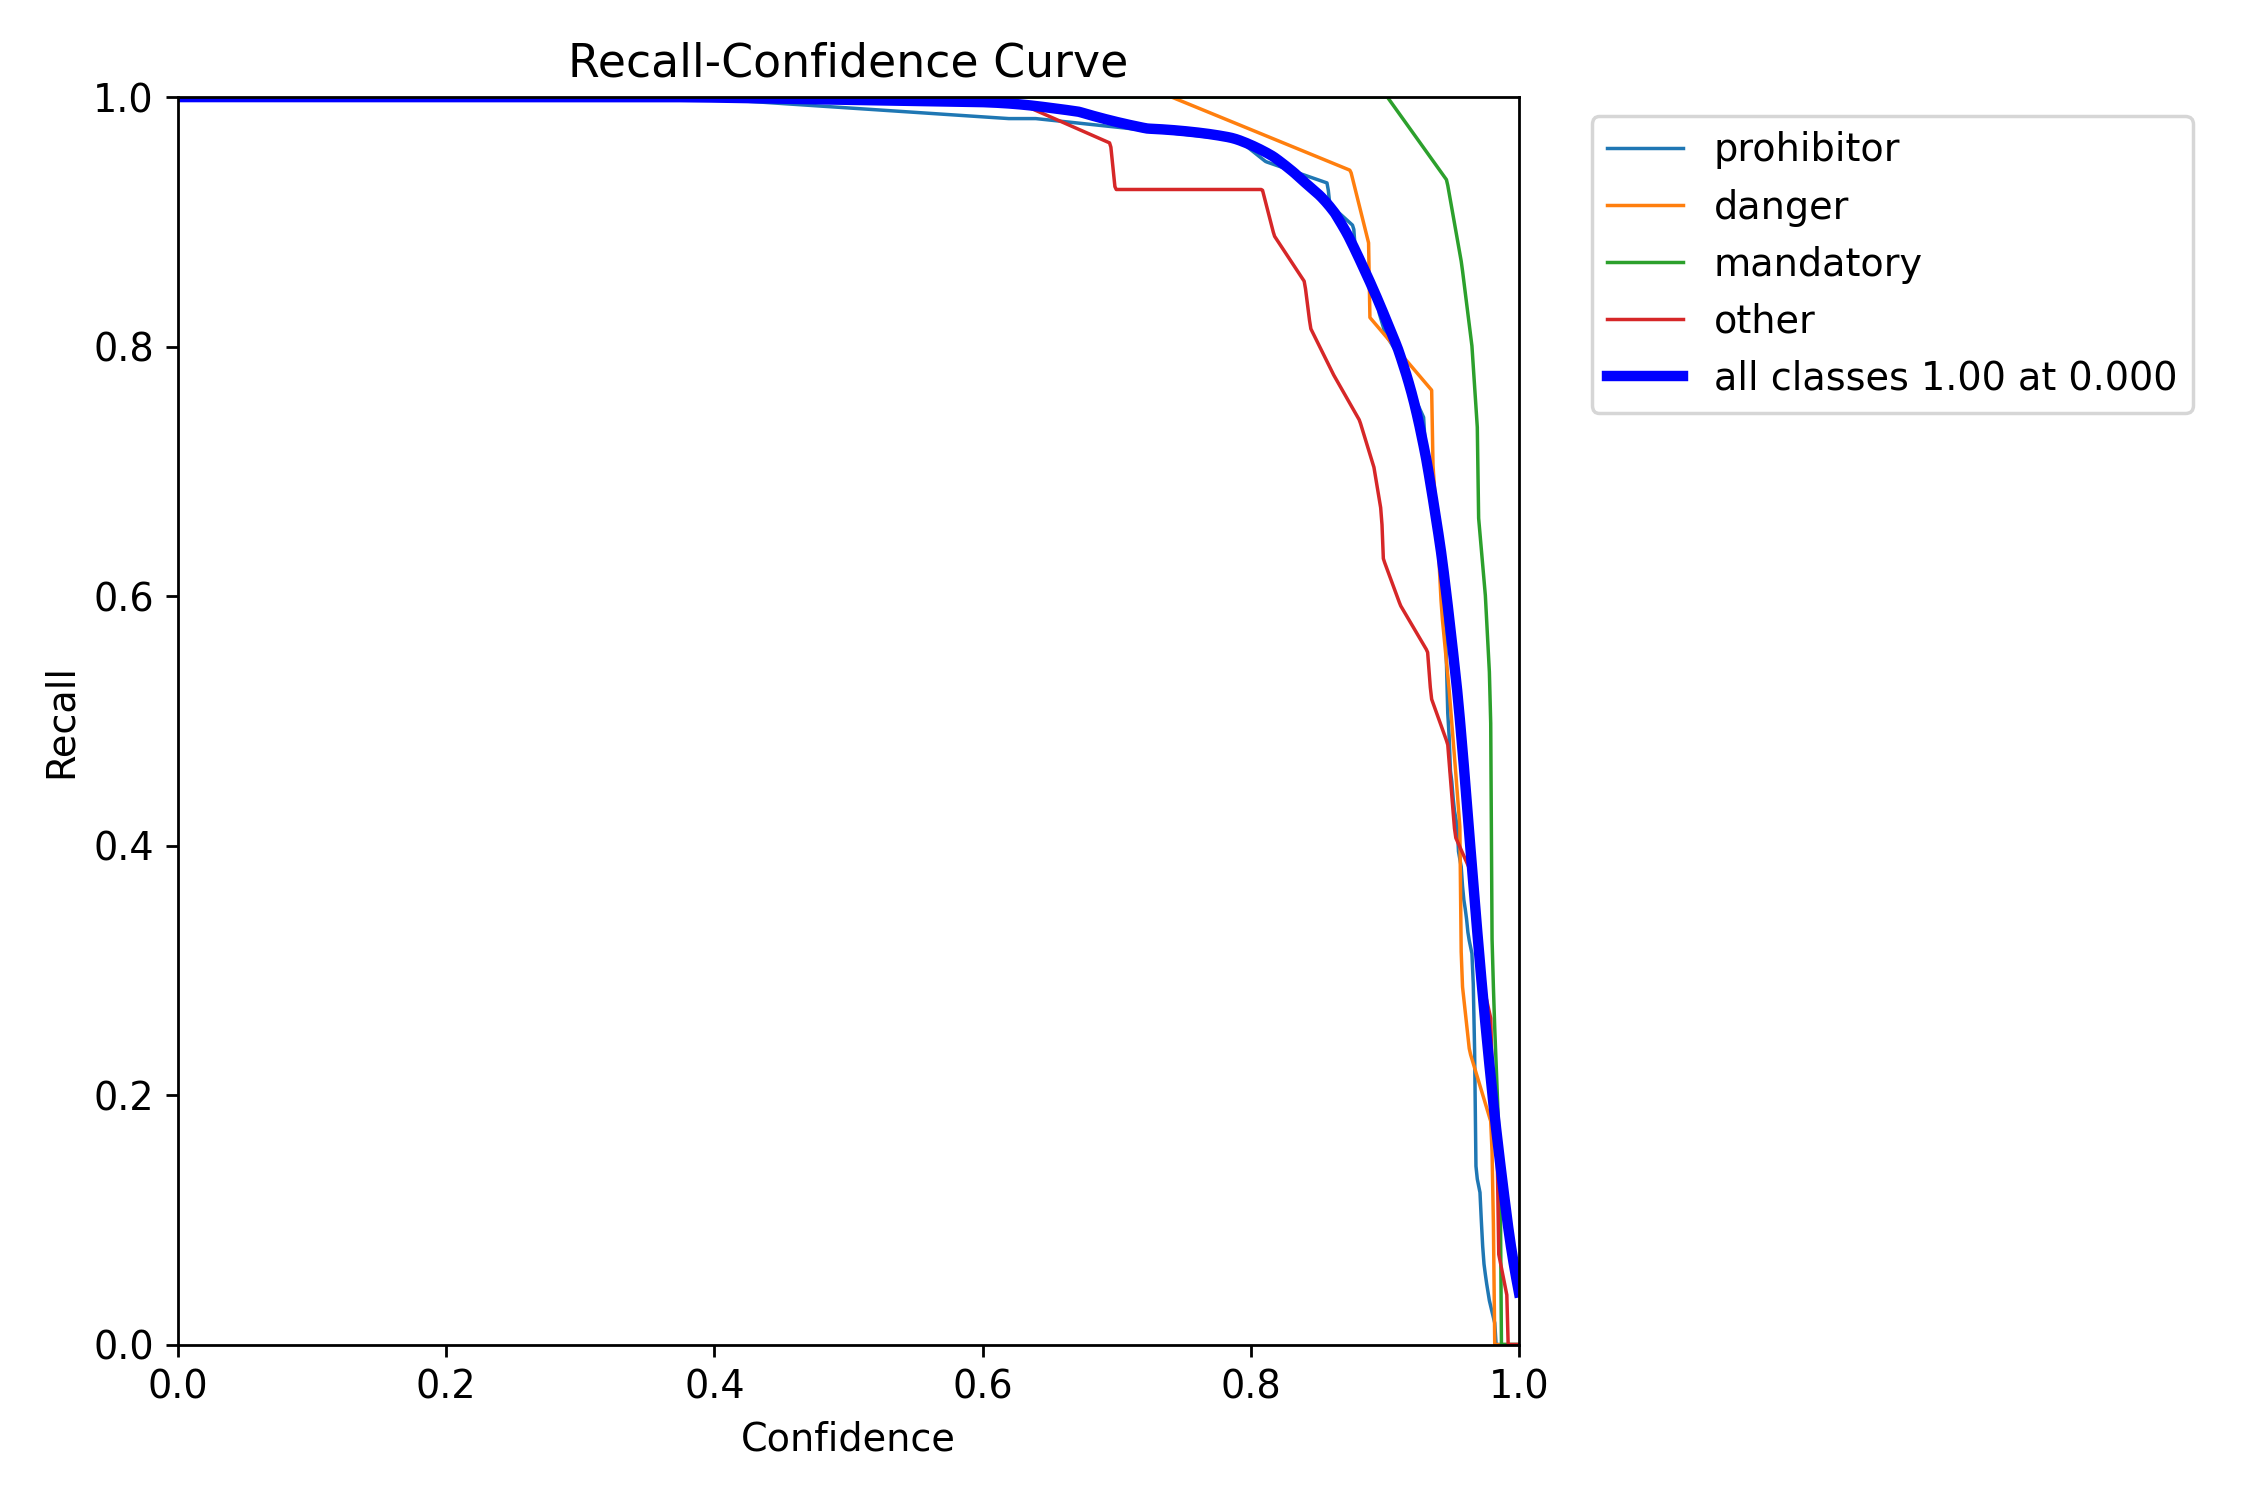 Recall-Confidence Curve
1.0
0.8
0.6
0.4
0.2
0.0
Recall
0.0 0.2 0.4 0.6 0.8 1.0
Confidence
prohibitor
danger
mandatory
other
all classes 1.00 at 0.000